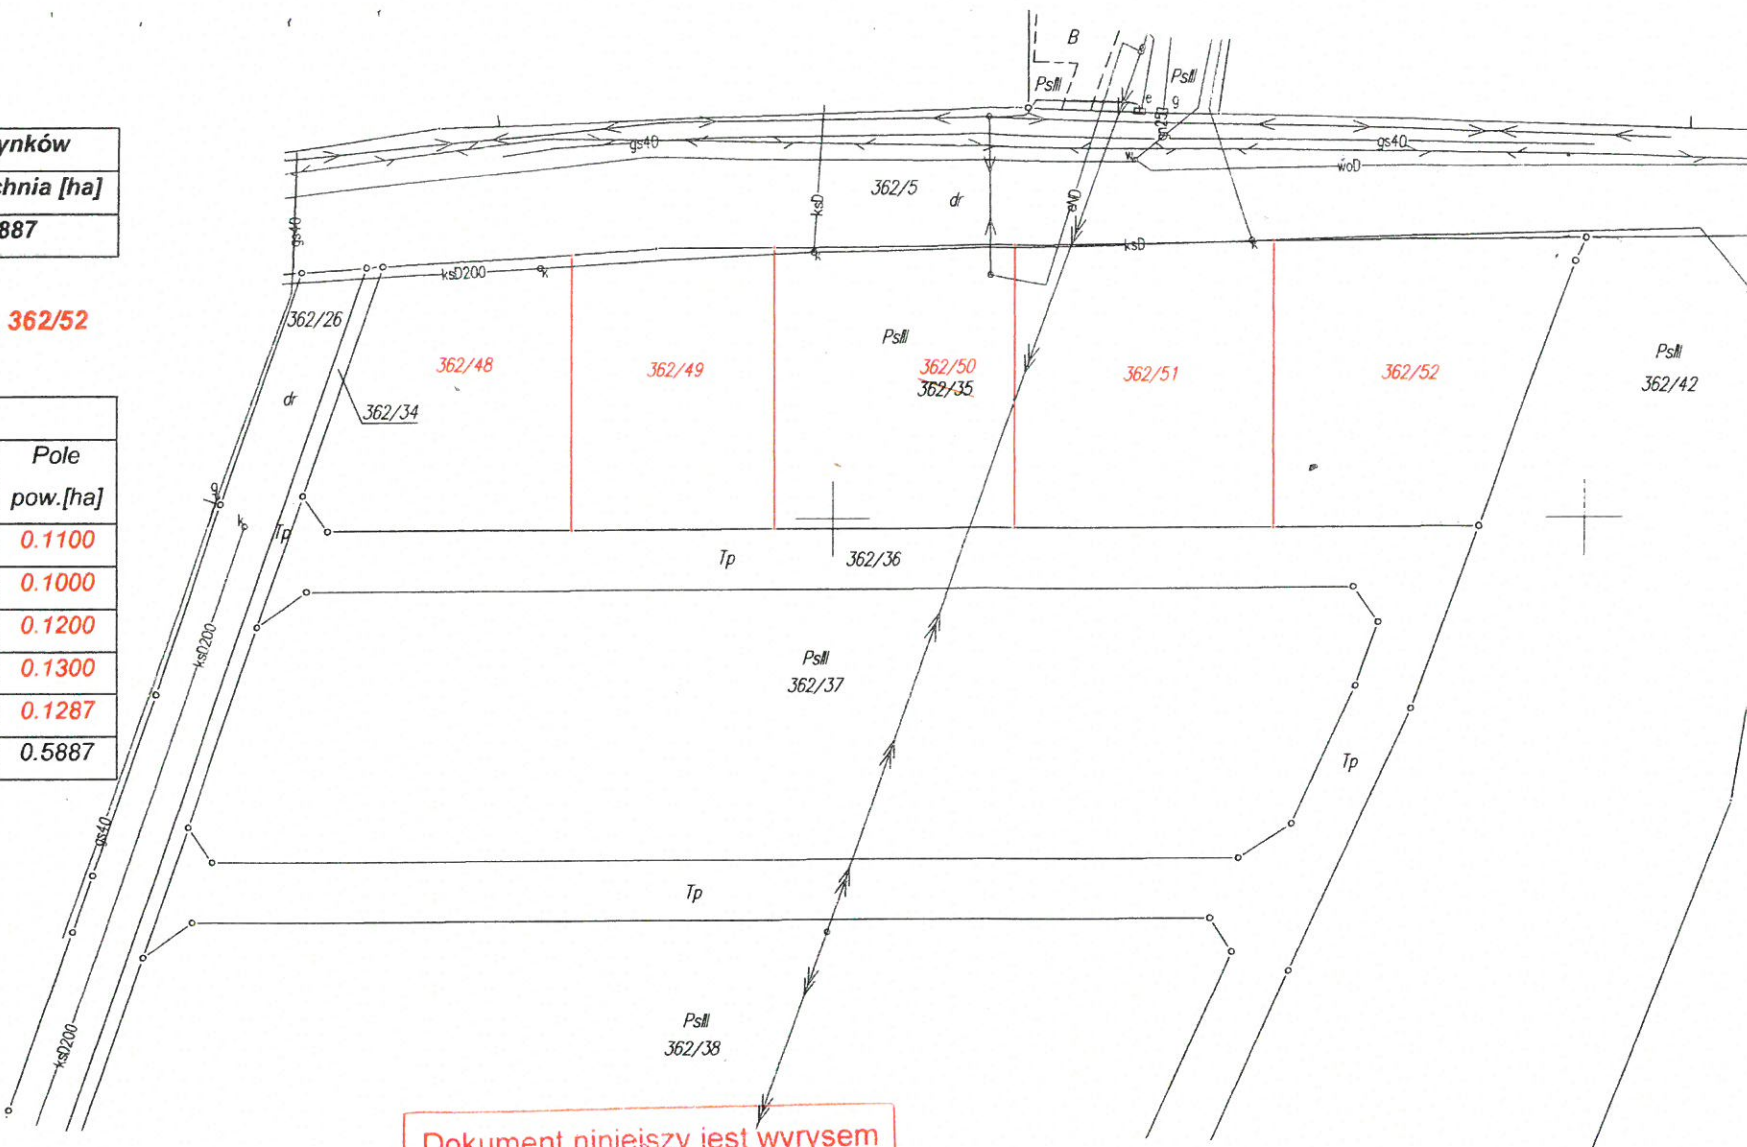 ynków
chnia [ha]
887
362/52
Pole
pow.[ha]
0.1100
0.1000
0.1200
0.1300
0.1287
0.5887
B
PsIII
PsIII
e
g
gn25
gs40
gs40
w
woD
362/5
dr
ksD
eND
gs40
ksD
k
k
ksD200
k
362/26
PsIII
PsIII
362/48
362/49
362/50
362/35
362/51
362/52
362/42
dr
362/34
g
k
Tp
Tp
362/36
ksD200
PsIII
362/37
Tp
gs40
Tp
PsIII
362/38
ksD200
Dokument niniejszy jest wyrysem